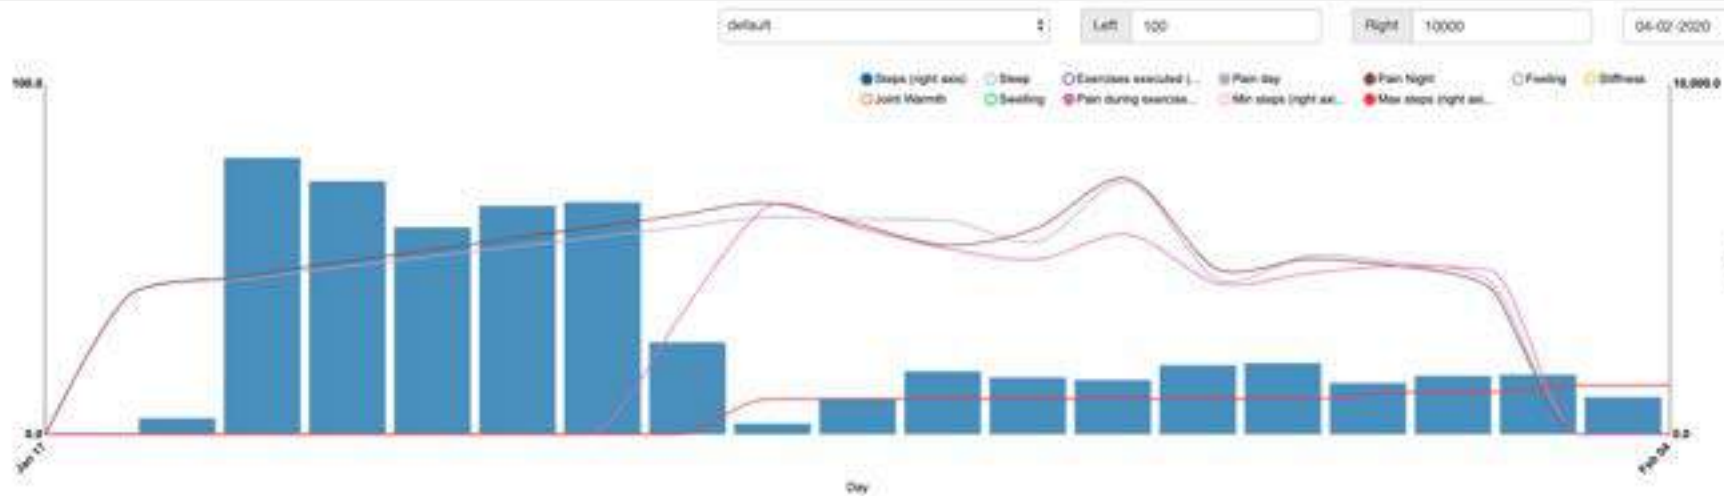 default Left 100 Right 10000 04-02-2020
100.0 Steps (right axis) Sleep Exercises executed (... Pain day Pain Night Feeling Stiffness 10,000.0
Joint Warmth Swelling Pain during exercise... Min steps (right axi... Max steps (right axi...
0.0 0.0
Jan 17 Feb 04
Day